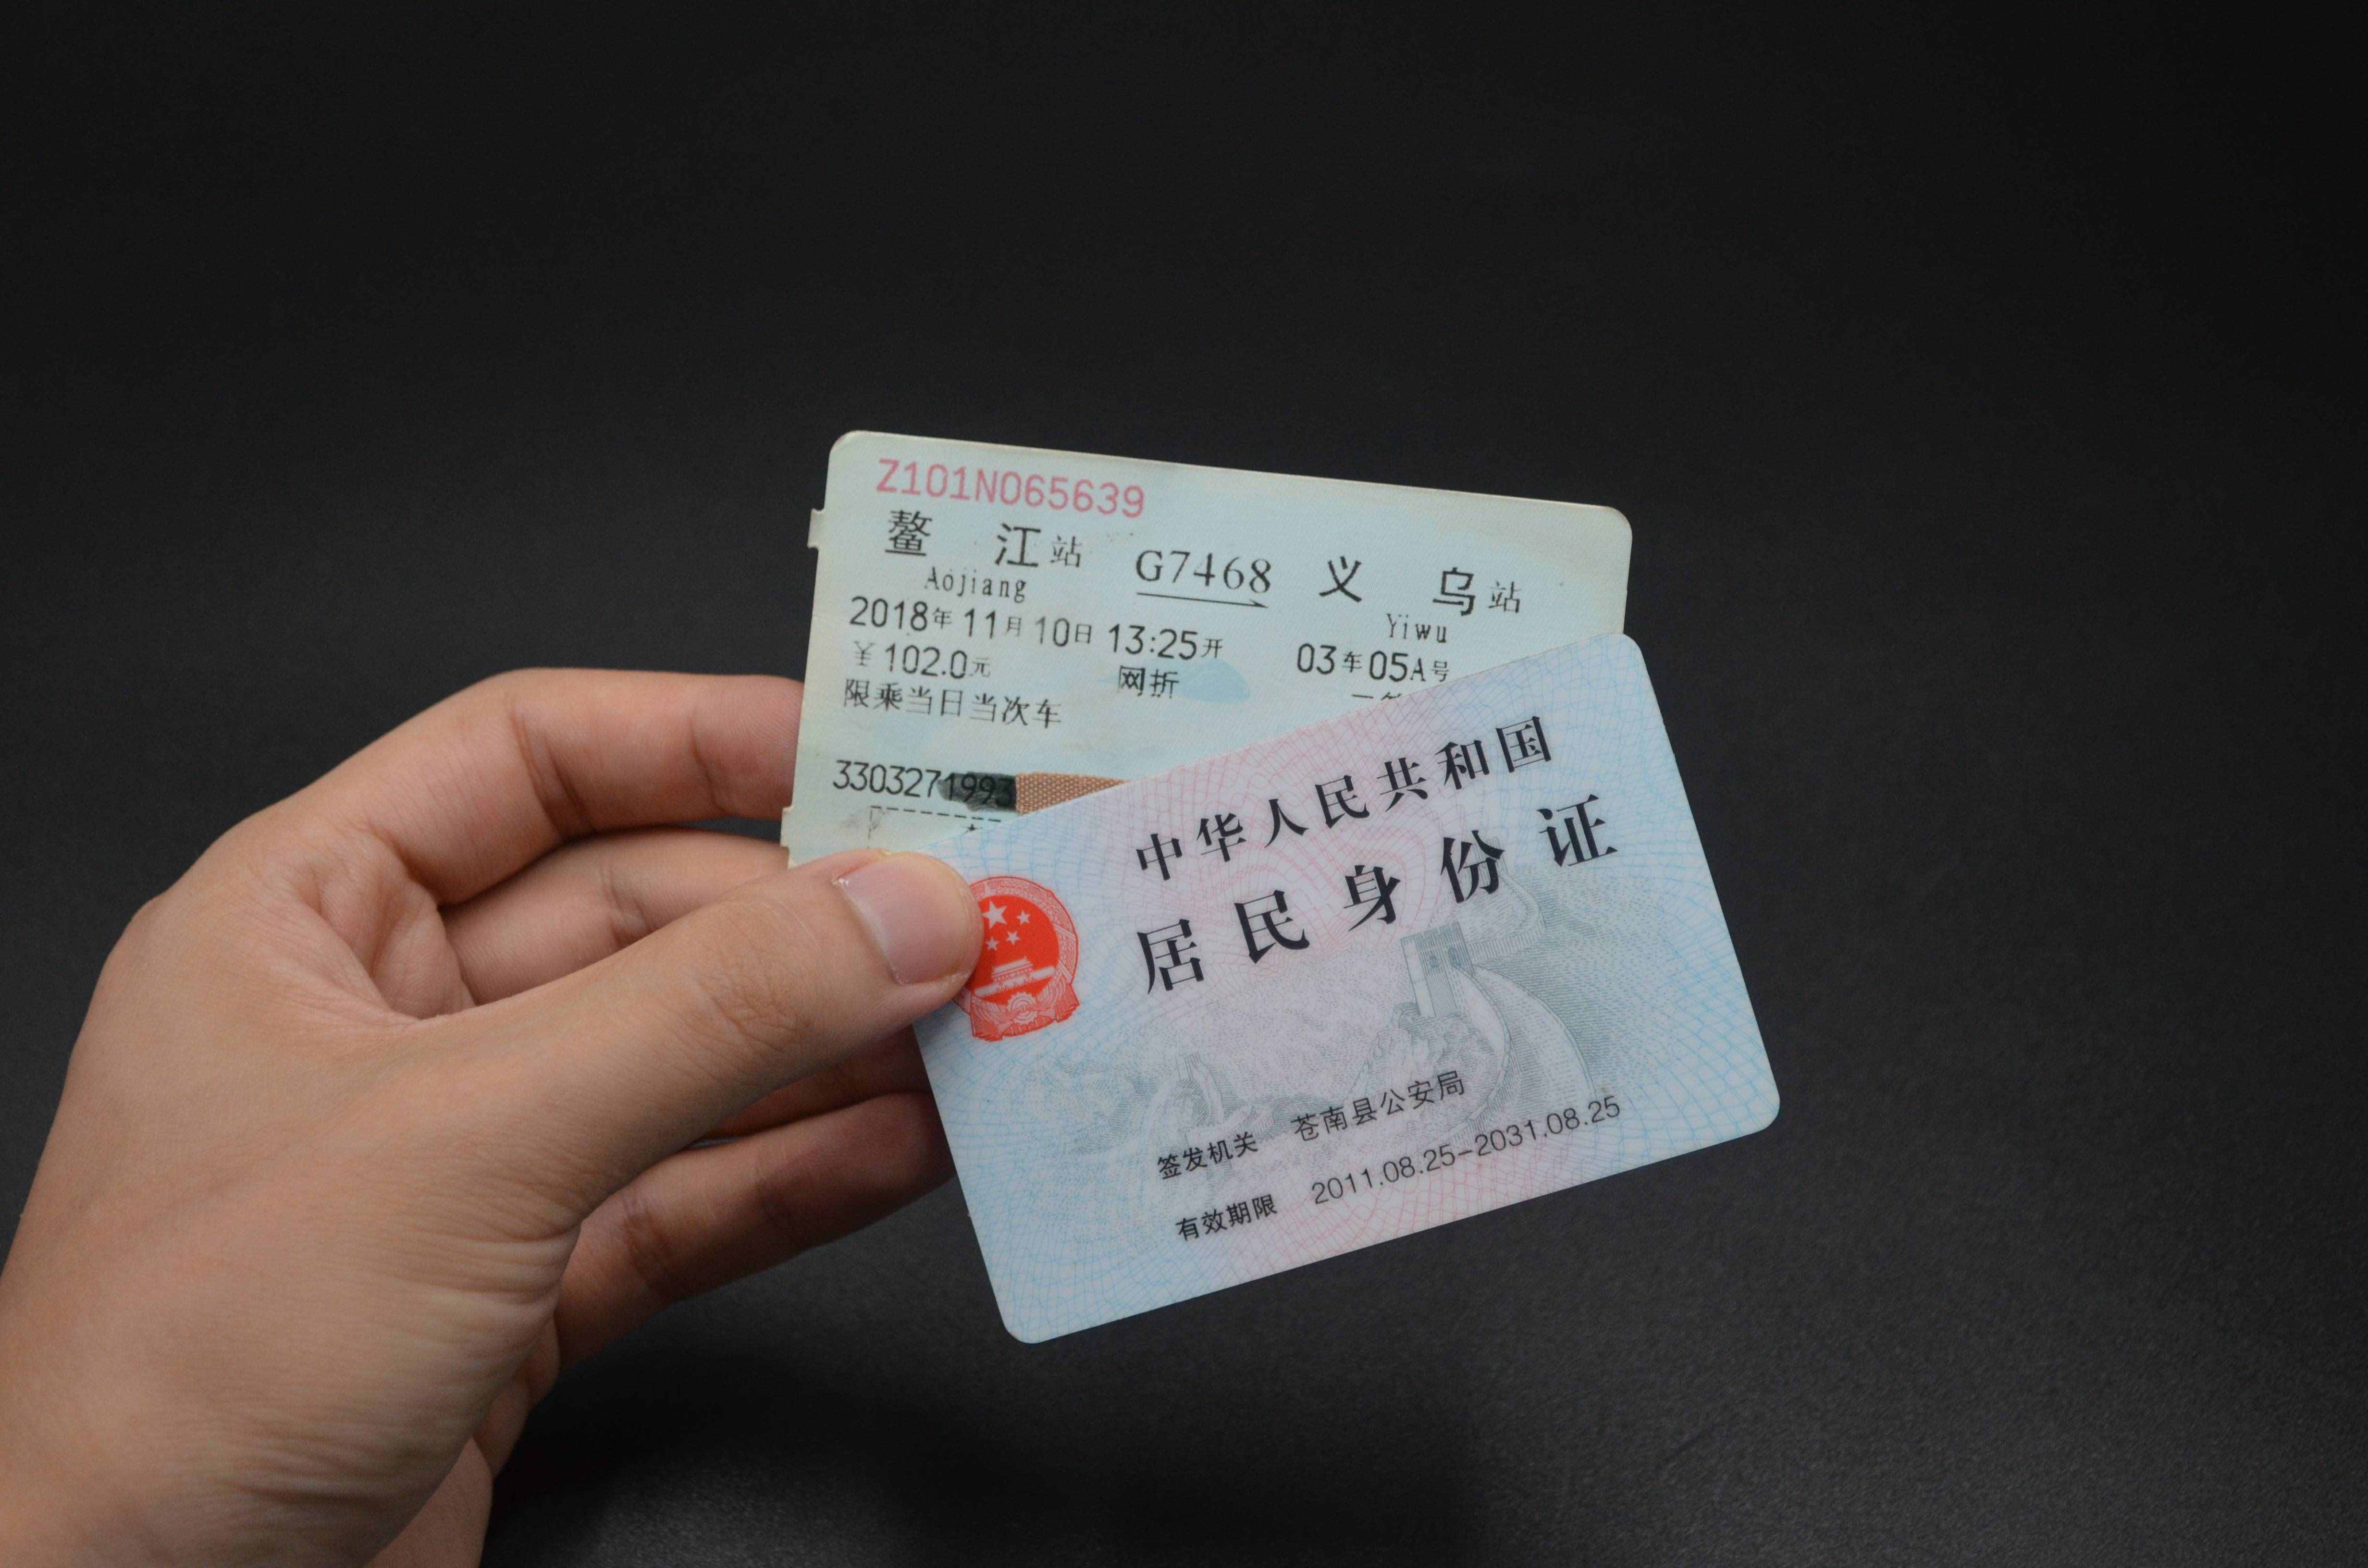 Z101N065639
鳌江站 G7468 义乌站
Aojiang Yiwu
2018年11月10日13:25开 03车05A号
¥102.0元 网折
限乘当日当次车
3303271993
中华人民共和国
居民身份证
签发机关 苍南县公安局
有效期限 2011.08.25-2031.08.25